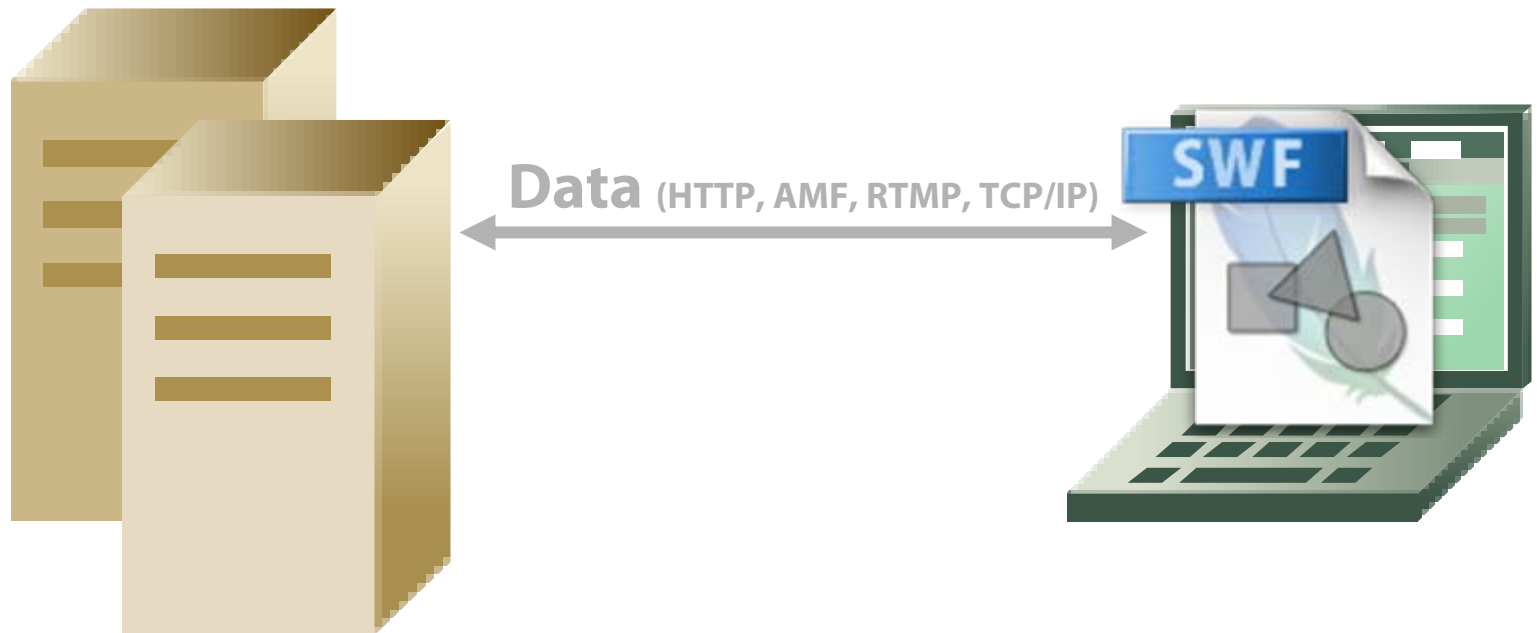 Data (HTTP, AMF, RTMP, TCP/IP)
SWF